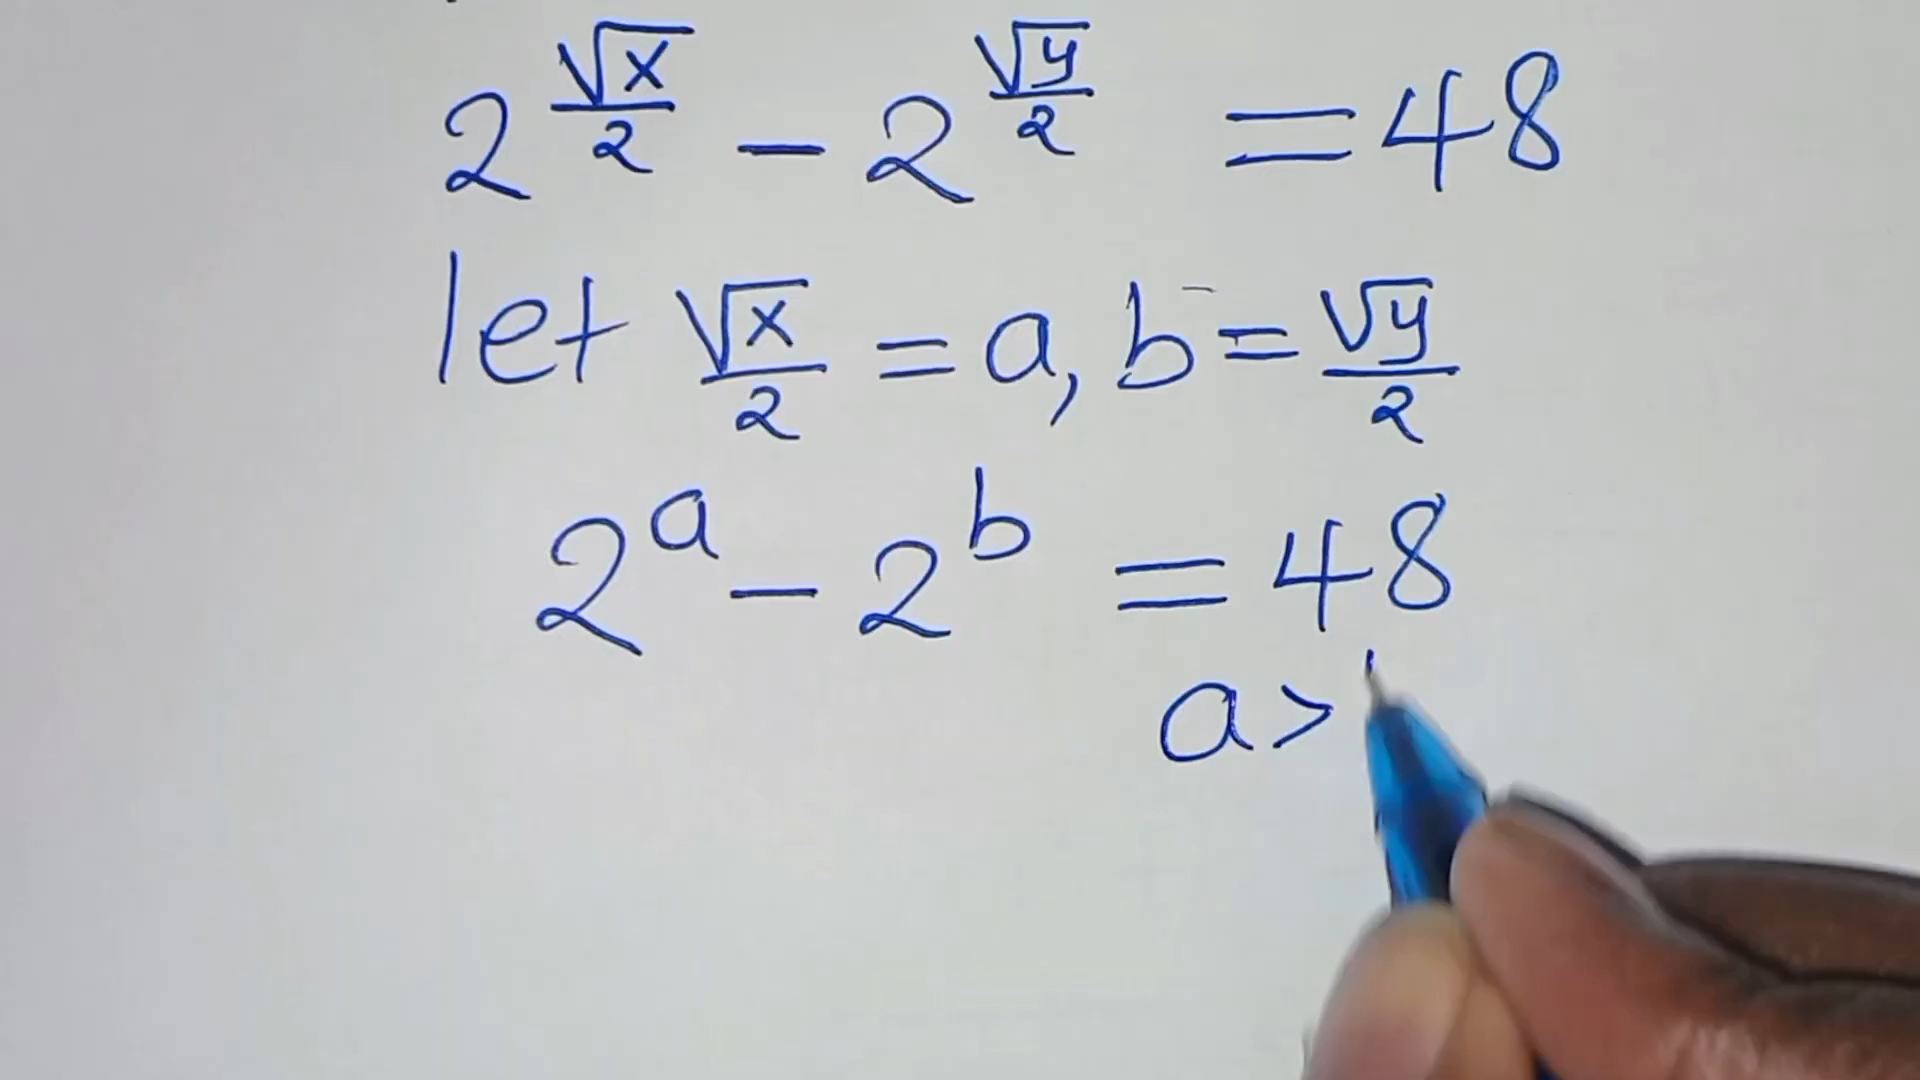 2^(√x/2) - 2^(√y/2) = 48
let √x/2 = a, b = √y/2
2^a - 2^b = 48
a >